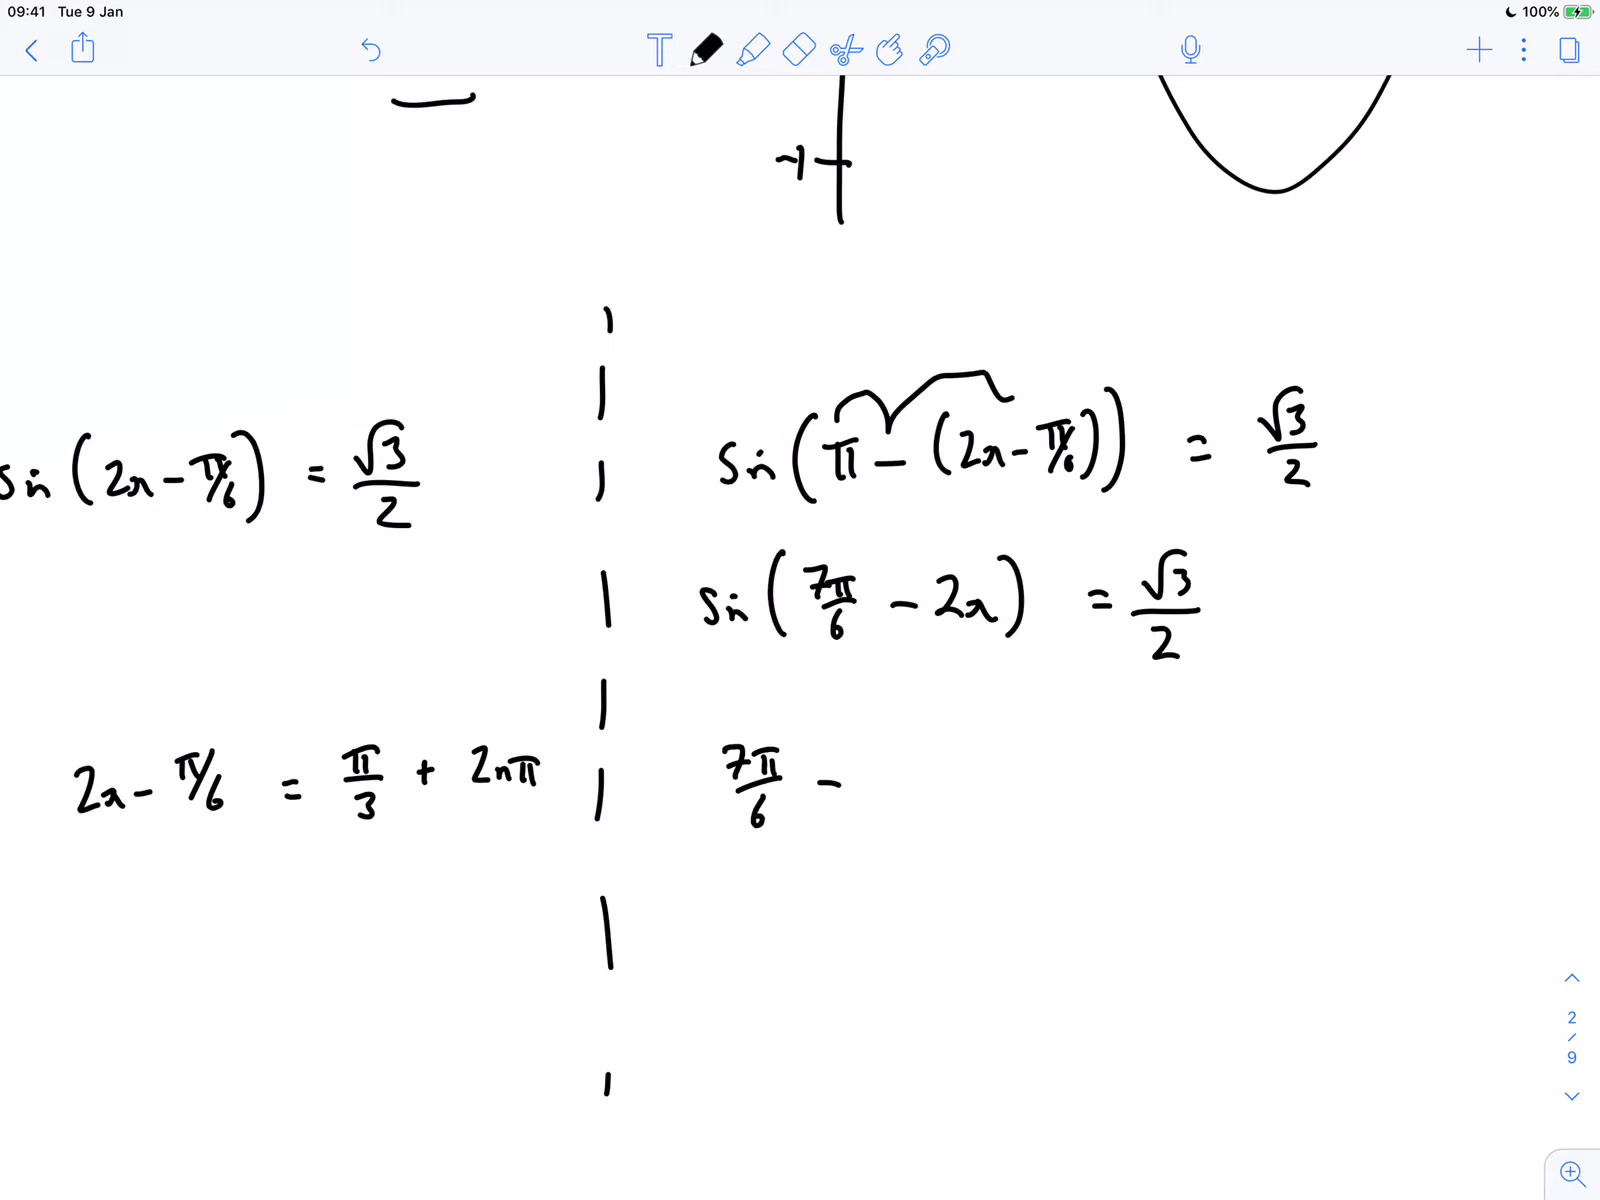 09:41 Tue 9 Jan 100%
T
-1
sin(2x - π/6) = √3/2
sin(π - (2x - π/6)) = √3/2
sin(7π/6 - 2x) = √3/2
2x - π/6 = π/3 + 2nπ
7π/6 -
2/9